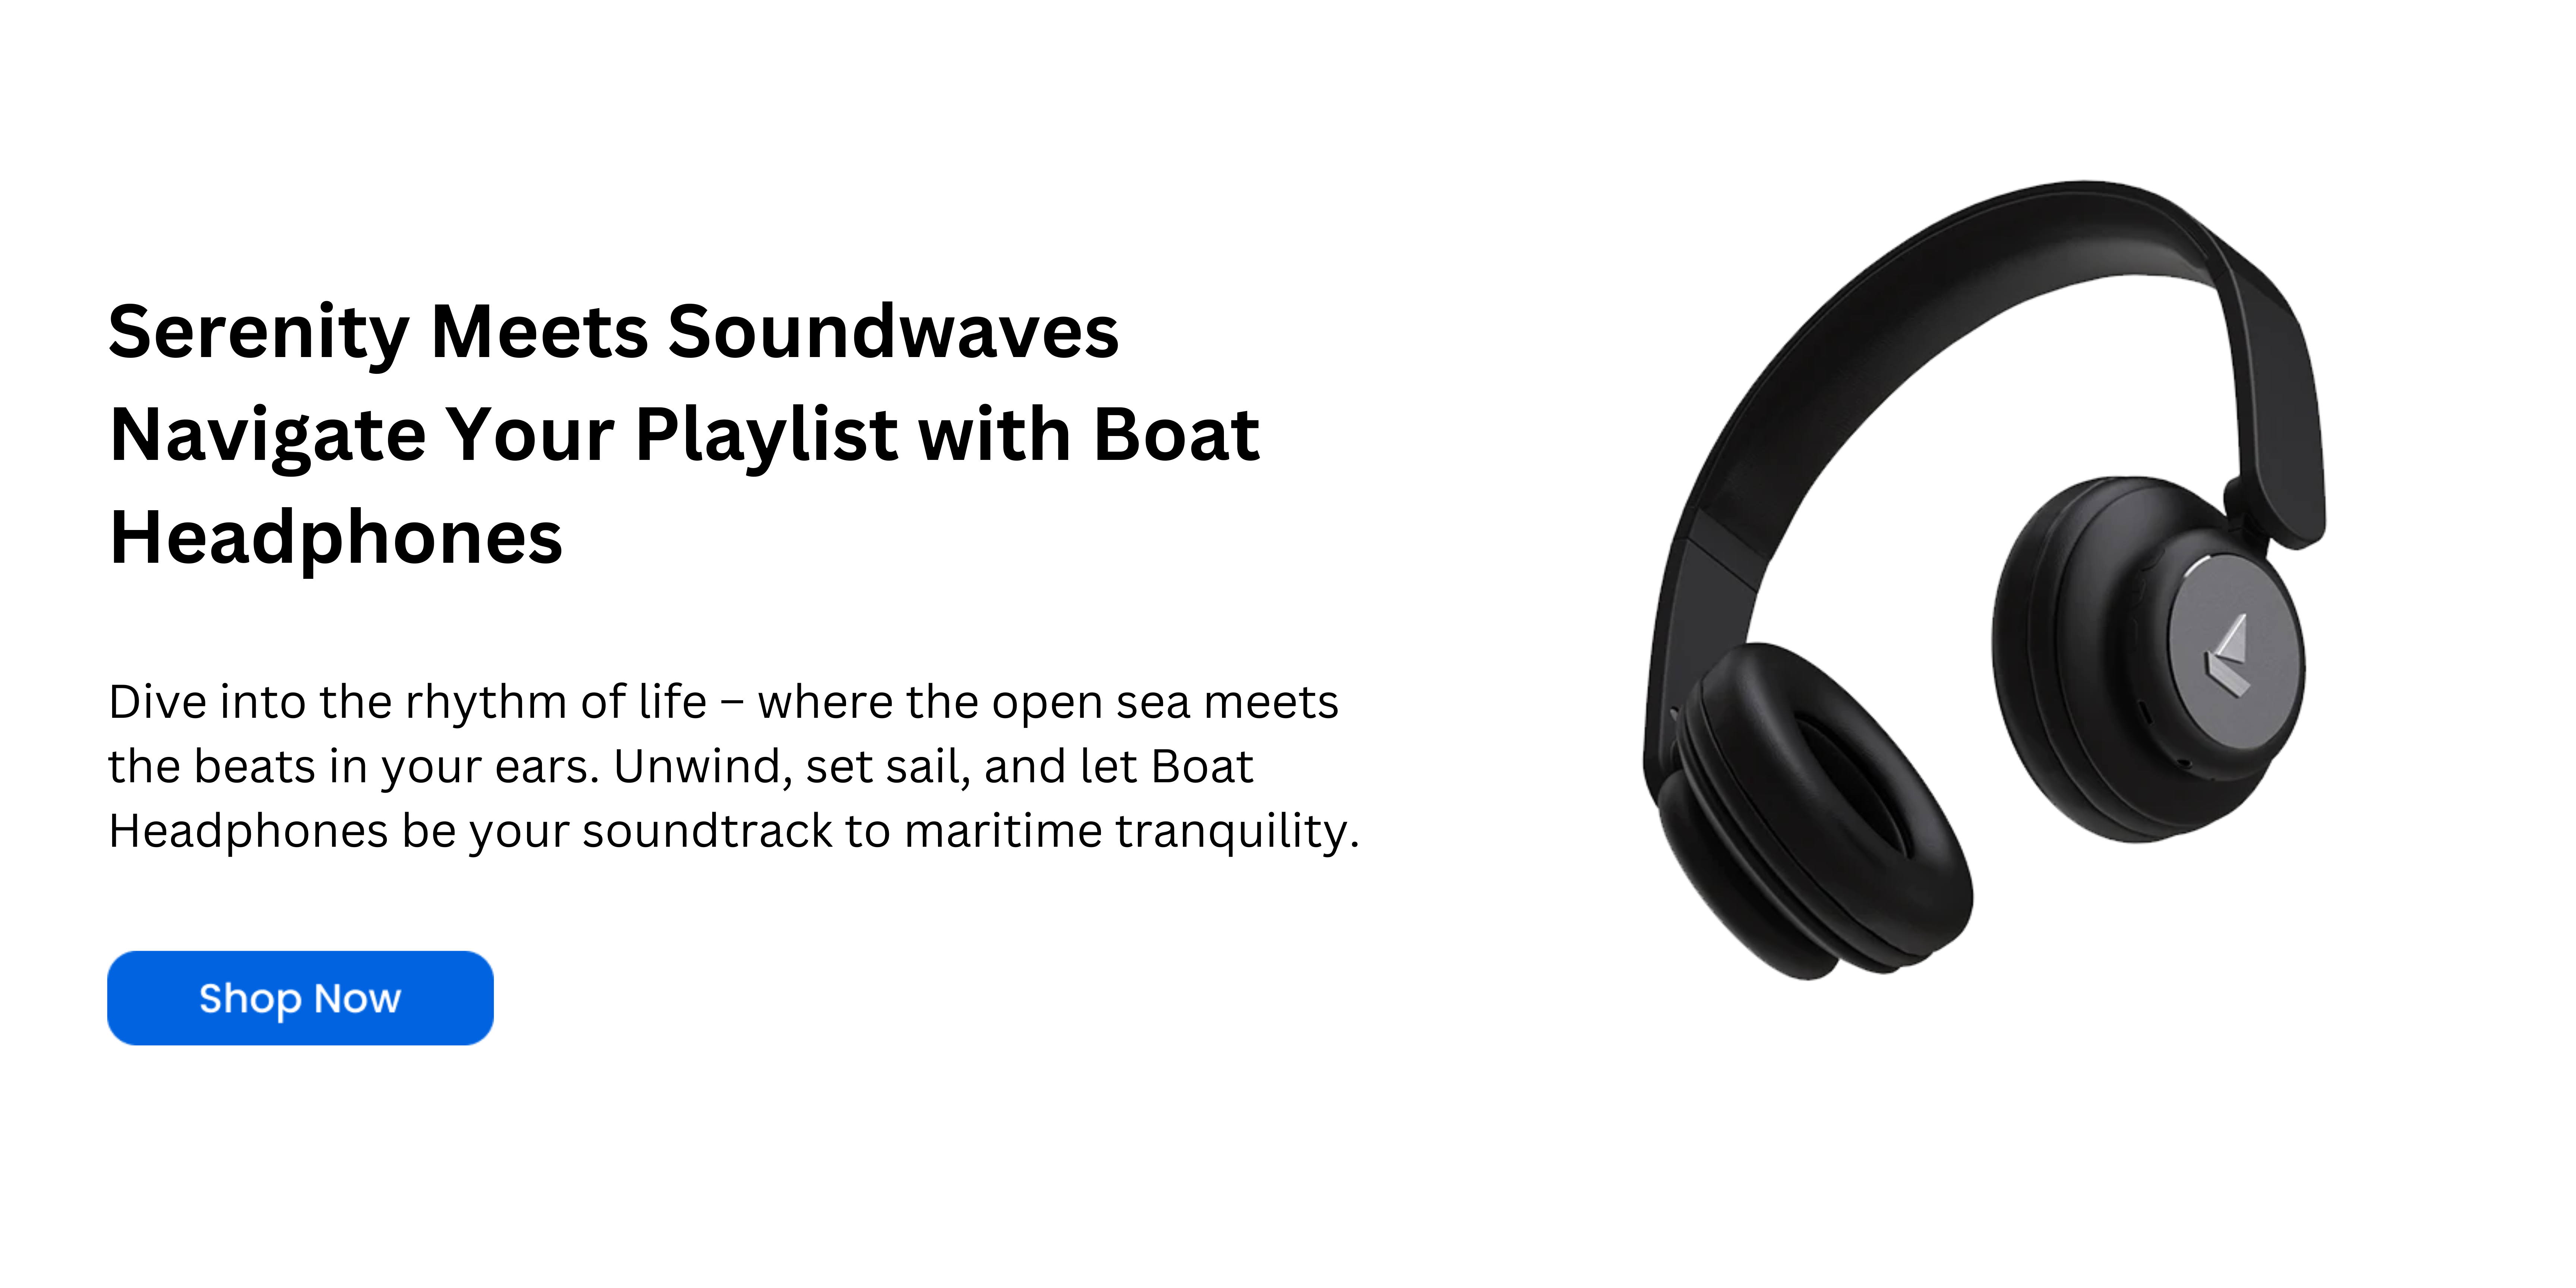 Serenity Meets Soundwaves
Navigate Your Playlist with Boat
Headphones
Dive into the rhythm of life – where the open sea meets
the beats in your ears. Unwind, set sail, and let Boat
Headphones be your soundtrack to maritime tranquility.
Shop Now